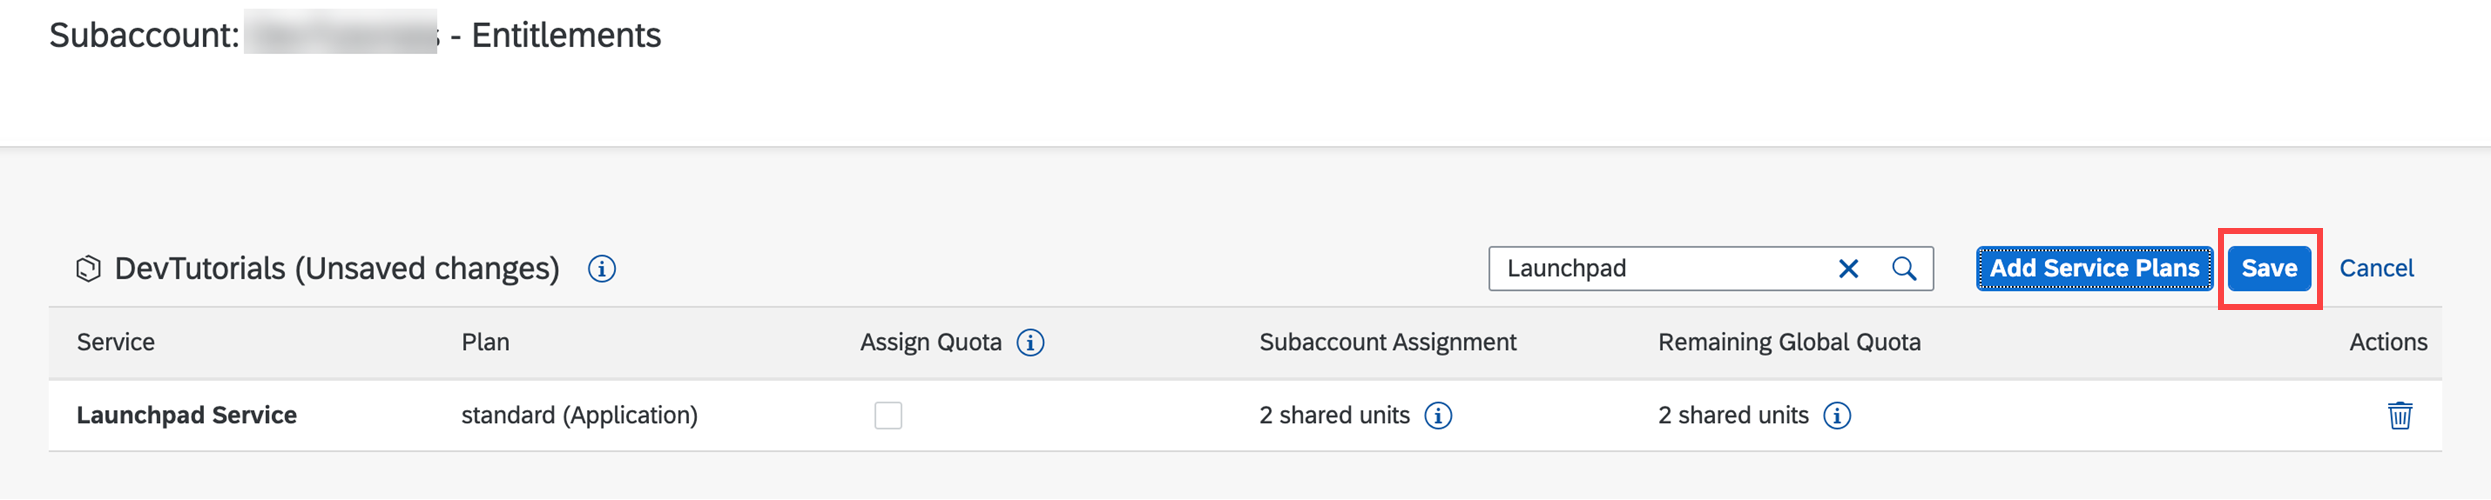 Subaccount: - Entitlements
DevTutorials (Unsaved changes)
Launchpad
Add Service Plans
Save
Cancel
Service Plan Assign Quota Subaccount Assignment Remaining Global Quota Actions
Launchpad Service standard (Application) 2 shared units 2 shared units